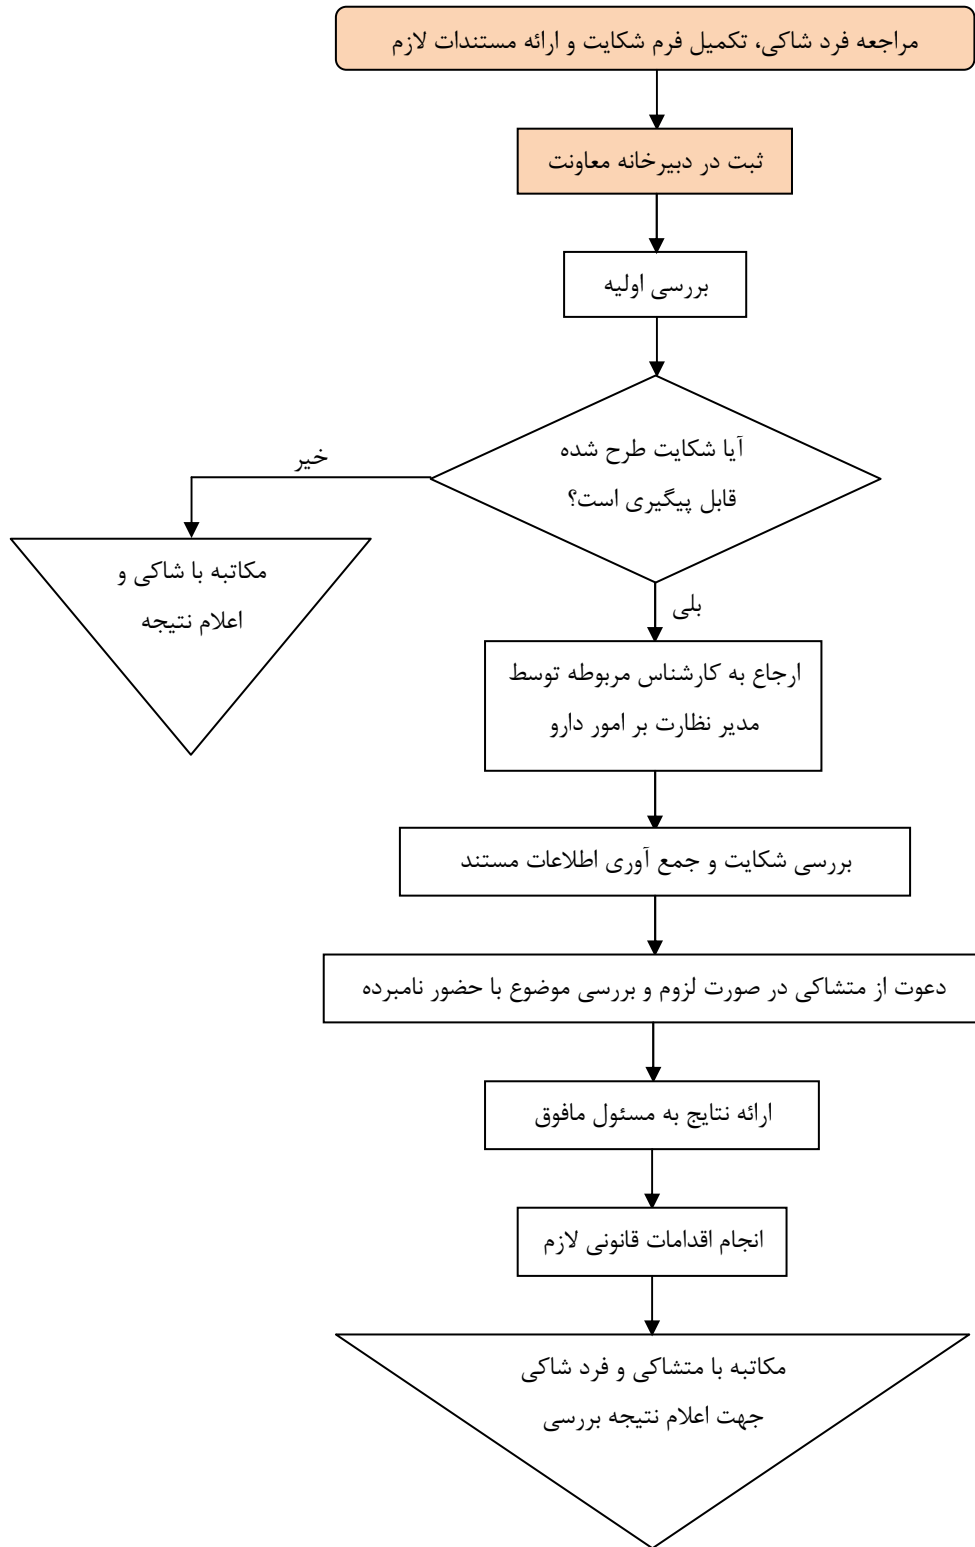 مراجعه فرد شاکی، تکمیل فرم شکایت و ارائه مستندات لازم
ثبت در دبیرخانه معاونت
بررسی اولیه
آیا شکایت طرح شده
قابل پیگیری است؟
خیر
مکاتبه با شاکی و
اعلام نتیجه
بلی
ارجاع به کارشناس مربوطه توسط
مدیر نظارت بر امور دارو
بررسی شکایت و جمع آوری اطلاعات مستند
دعوت از متشاکی در صورت لزوم و بررسی موضوع با حضور نامبرده
ارائه نتایج به مسئول مافوق
انجام اقدامات قانونی لازم
مکاتبه با متشاکی و فرد شاکی
جهت اعلام نتیجه بررسی